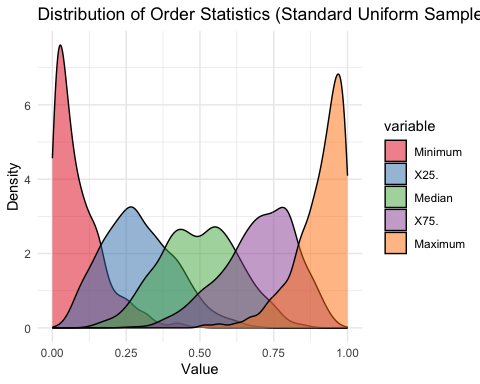 Distribution of Order Statistics (Standard Uniform Sample
Density
6
4
2
0
0.00 0.25 0.50 0.75 1.00
Value
variable
Minimum
X25.
Median
X75.
Maximum